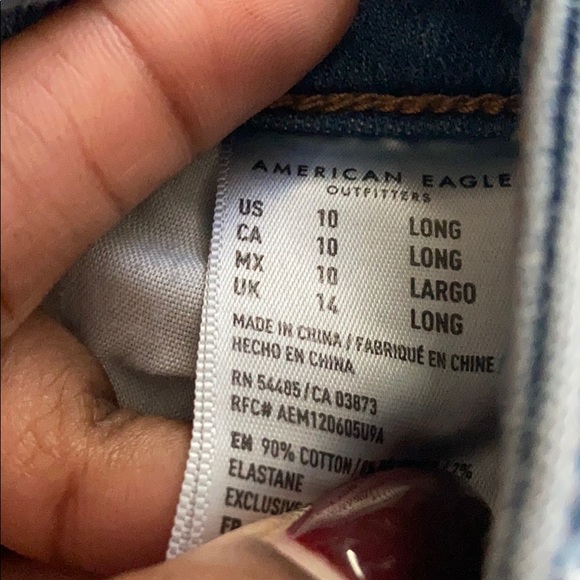 AMERICAN EAGLE
OUTFITTERS
US 10 LONG
CA 10 LONG
MX 10 LARGO
UK 14 LONG
MADE IN CHINA / FABRIQUÉ EN CHINE /
HECHO EN CHINA
RN 54485 / CA 03873
RFC# AEM120605U9A
EN 90% COTTON / 2%
ELASTANE